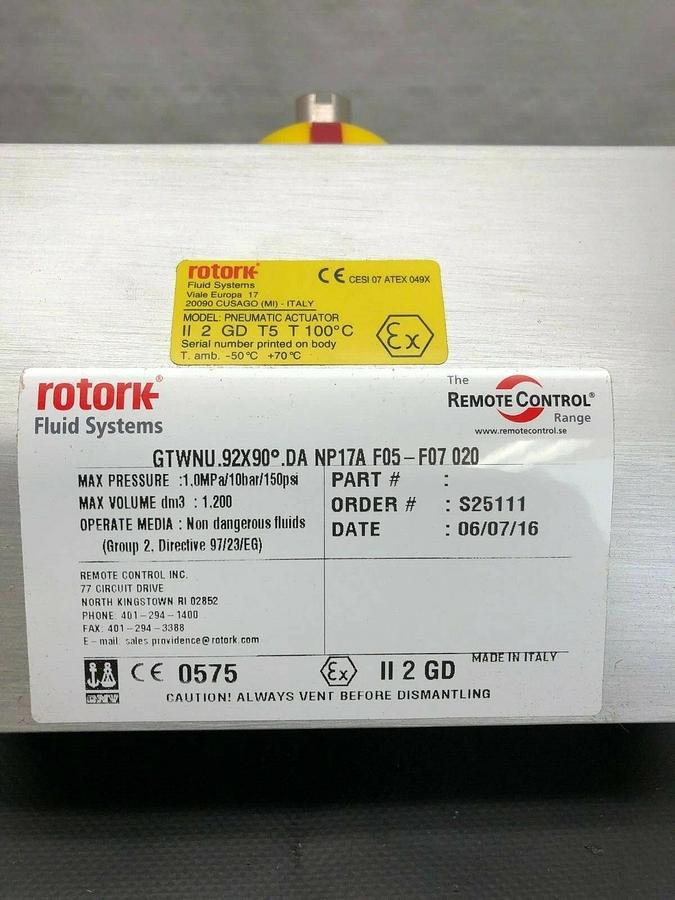 rotork
Fluid Systems
Viale Europa 17
20090 CUSAGO (MI) - ITALY
CE CESI 07 ATEX 049X
MODEL: PNEUMATIC ACTUATOR
II 2 GD T5 T 100°C
Serial number printed on body
T. amb. -50°C +70°C
Ex
rotork®
Fluid Systems
The
REMOTE CONTROL®
Range
www.remotecontrol.se
GTWNU.92X90°.DA NP17A F05-F07 020
MAX PRESSURE :1.0MPa/10bar/150psi
MAX VOLUME dm3 : 1.200
OPERATE MEDIA : Non dangerous fluids
(Group 2. Directive 97/23/EG)
PART # :
ORDER # : S25111
DATE : 06/07/16
REMOTE CONTROL INC.
77 CIRCUIT DRIVE
NORTH KINGSTOWN RI 02852
PHONE: 401-294-1400
FAX: 401-294-3388
E-mail: sales.providence@rotork.com
DNV CE 0575 Ex II 2 GD MADE IN ITALY
CAUTION! ALWAYS VENT BEFORE DISMANTLING